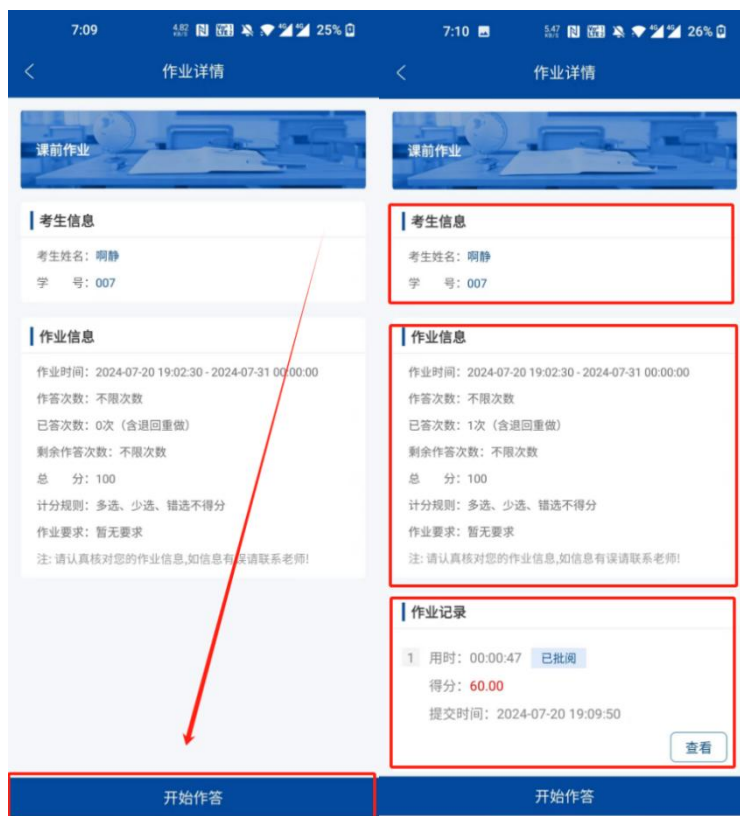 7:09 4.82 KB/S 25%
作业详情
课前作业
考生信息
考生姓名：啊静
学 号：007
作业信息
作业时间：2024-07-20 19:02:30 - 2024-07-31 00:00:00
作答次数：不限次数
已答次数：0次（含退回重做）
剩余作答次数：不限次数
总 分：100
计分规则：多选、少选、错选不得分
作业要求：暂无要求
注：请认真核对您的作业信息,如信息有误请联系老师!
开始作答
7:10 5.47 KB/S 26%
作业详情
课前作业
考生信息
考生姓名：啊静
学 号：007
作业信息
作业时间：2024-07-20 19:02:30 - 2024-07-31 00:00:00
作答次数：不限次数
已答次数：1次（含退回重做）
剩余作答次数：不限次数
总 分：100
计分规则：多选、少选、错选不得分
作业要求：暂无要求
注：请认真核对您的作业信息,如信息有误请联系老师!
作业记录
1 用时：00:00:47 已批阅
得分：60.00
提交时间：2024-07-20 19:09:50
查看
开始作答